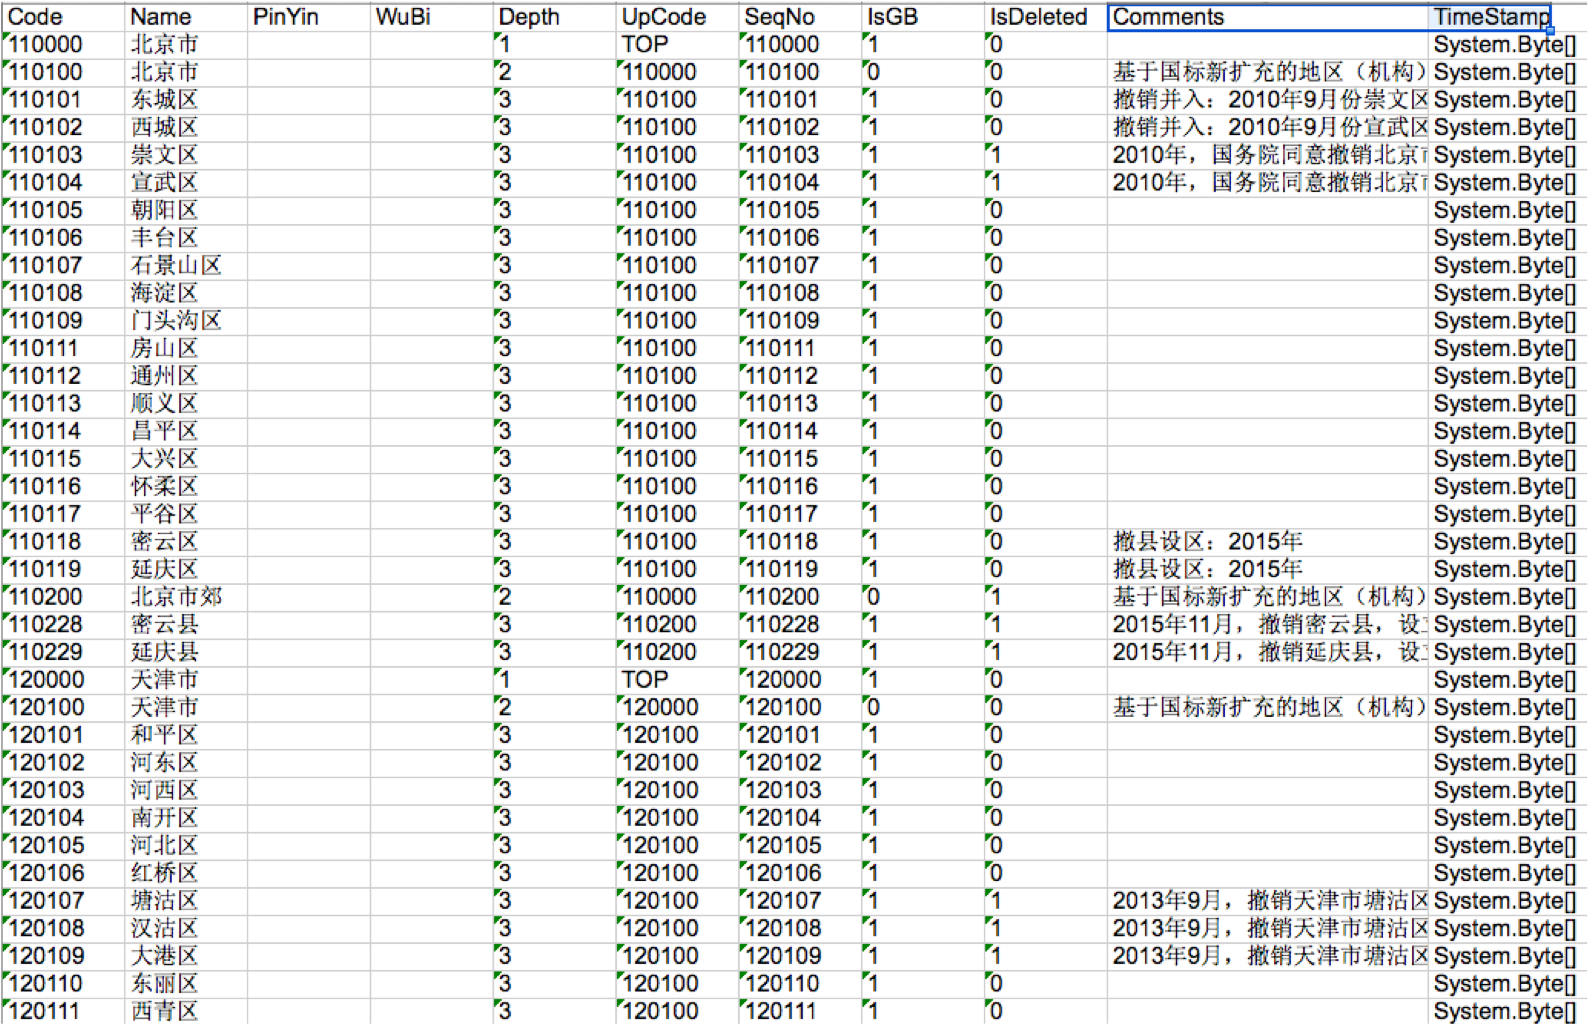 Code Name PinYin WuBi Depth UpCode SeqNo IsGB IsDeleted Comments TimeStamp
110000 北京市 1 TOP 110000 1 0 System.Byte[]
110100 北京市 2 110000 110100 0 0 基于国标新扩充的地区（机构） System.Byte[]
110101 东城区 3 110100 110101 1 0 撤销并入：2010年9月份崇文区 System.Byte[]
110102 西城区 3 110100 110102 1 0 撤销并入：2010年9月份宣武区 System.Byte[]
110103 崇文区 3 110100 110103 1 1 2010年，国务院同意撤销北京市 System.Byte[]
110104 宣武区 3 110100 110104 1 1 2010年，国务院同意撤销北京市 System.Byte[]
110105 朝阳区 3 110100 110105 1 0 System.Byte[]
110106 丰台区 3 110100 110106 1 0 System.Byte[]
110107 石景山区 3 110100 110107 1 0 System.Byte[]
110108 海淀区 3 110100 110108 1 0 System.Byte[]
110109 门头沟区 3 110100 110109 1 0 System.Byte[]
110111 房山区 3 110100 110111 1 0 System.Byte[]
110112 通州区 3 110100 110112 1 0 System.Byte[]
110113 顺义区 3 110100 110113 1 0 System.Byte[]
110114 昌平区 3 110100 110114 1 0 System.Byte[]
110115 大兴区 3 110100 110115 1 0 System.Byte[]
110116 怀柔区 3 110100 110116 1 0 System.Byte[]
110117 平谷区 3 110100 110117 1 0 System.Byte[]
110118 密云区 3 110100 110118 1 0 撤县设区：2015年 System.Byte[]
110119 延庆区 3 110100 110119 1 0 撤县设区：2015年 System.Byte[]
110200 北京市郊 2 110000 110200 0 1 基于国标新扩充的地区（机构） System.Byte[]
110228 密云县 3 110200 110228 1 1 2015年11月，撤销密云县，设立 System.Byte[]
110229 延庆县 3 110200 110229 1 1 2015年11月，撤销延庆县，设立 System.Byte[]
120000 天津市 1 TOP 120000 1 0 System.Byte[]
120100 天津市 2 120000 120100 0 0 基于国标新扩充的地区（机构） System.Byte[]
120101 和平区 3 120100 120101 1 0 System.Byte[]
120102 河东区 3 120100 120102 1 0 System.Byte[]
120103 河西区 3 120100 120103 1 0 System.Byte[]
120104 南开区 3 120100 120104 1 0 System.Byte[]
120105 河北区 3 120100 120105 1 0 System.Byte[]
120106 红桥区 3 120100 120106 1 0 System.Byte[]
120107 塘沽区 3 120100 120107 1 1 2013年9月，撤销天津市塘沽区 System.Byte[]
120108 汉沽区 3 120100 120108 1 1 2013年9月，撤销天津市塘沽区 System.Byte[]
120109 大港区 3 120100 120109 1 1 2013年9月，撤销天津市塘沽区 System.Byte[]
120110 东丽区 3 120100 120110 1 0 System.Byte[]
120111 西青区 3 120100 120111 1 0 System.Byte[]